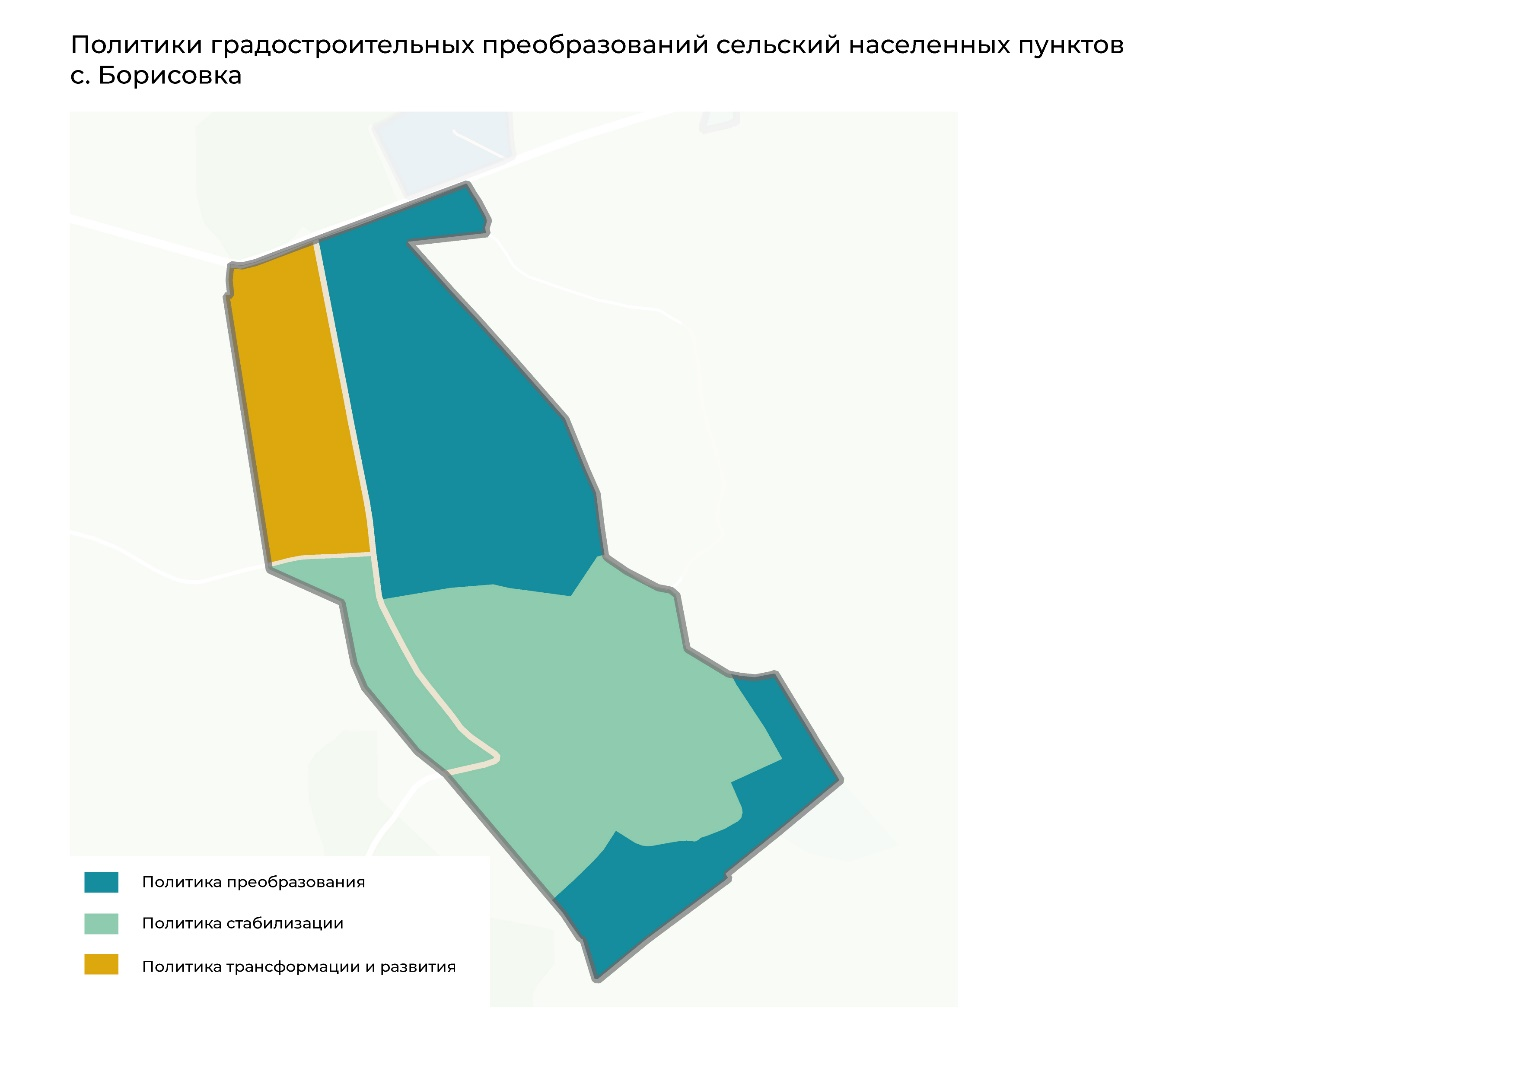 Политики градостроительных преобразований сельский населенных пунктов
с. Борисовка
Политика преобразования
Политика стабилизации
Политика трансформации и развития